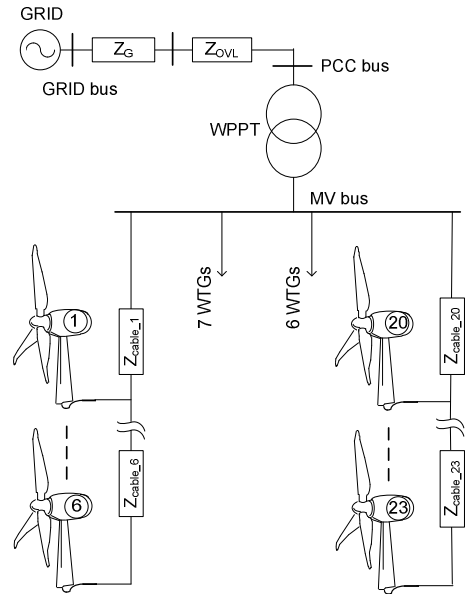 GRID
Z_G
Z_OVL
GRID bus
PCC bus
WPPT
MV bus
7 WTGs
6 WTGs
1
Z_cable_1
20
Z_cable_20
6
Z_cable_6
23
Z_cable_23